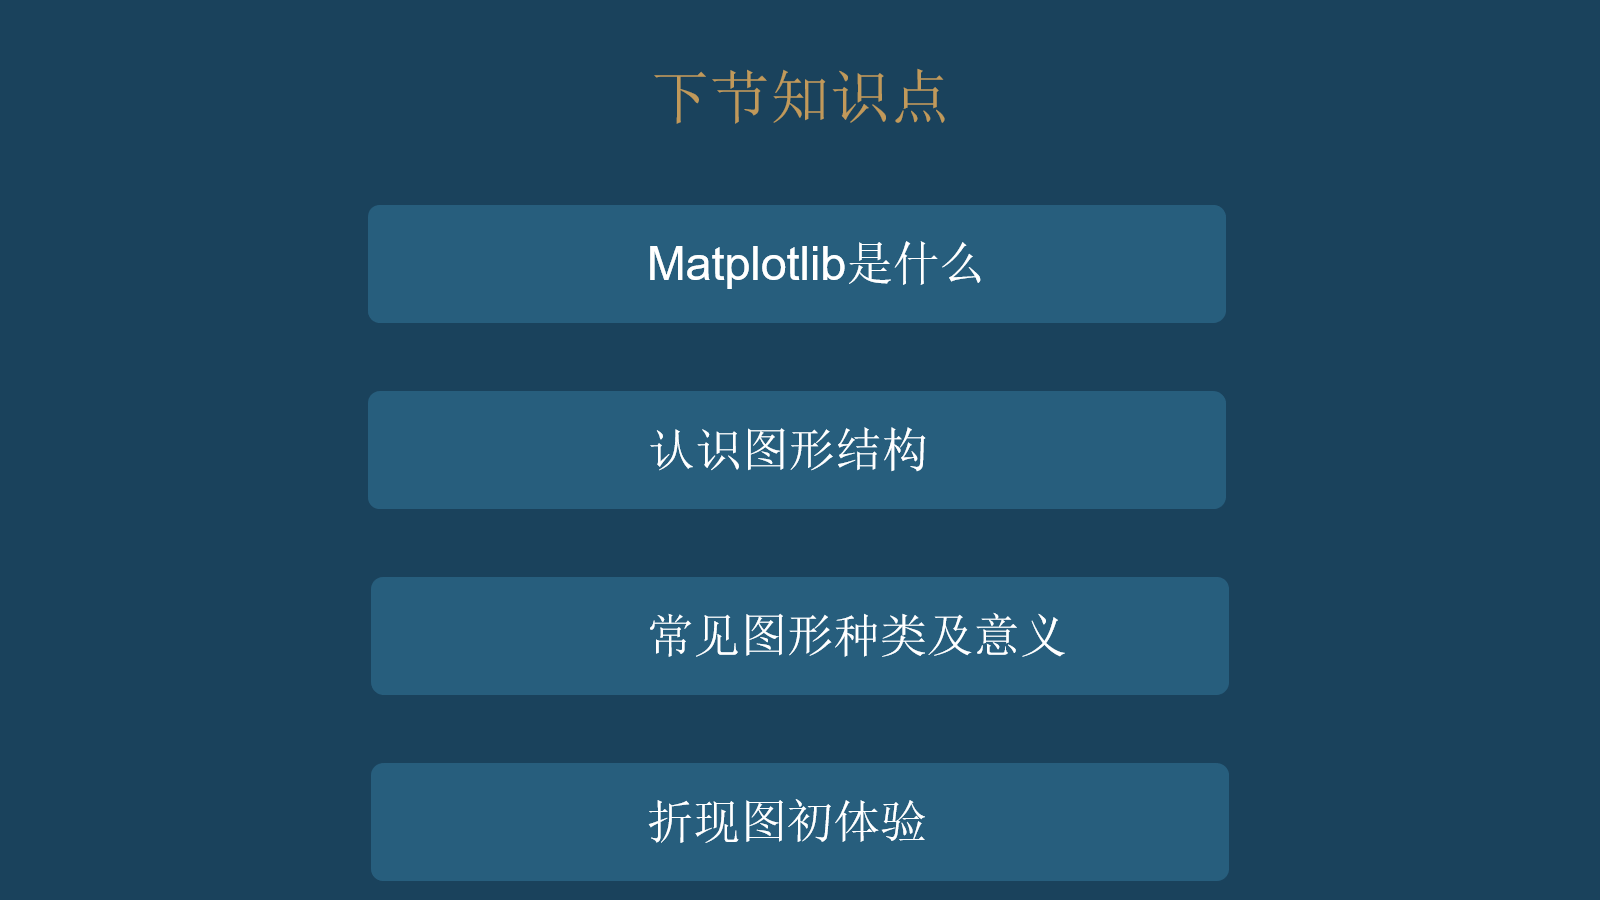 下节知识点
Matplotlib是什么
认识图形结构
常见图形种类及意义
折现图初体验